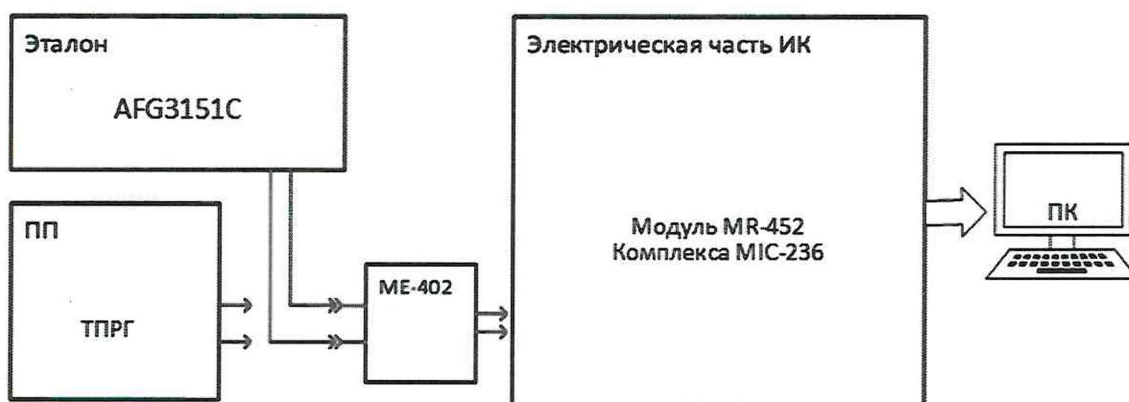 Эталон
AFG3151C
ПП
ТПРГ
ME-402
Электрическая часть ИК
Модуль MR-452
Комплекса MIC-236
ПК